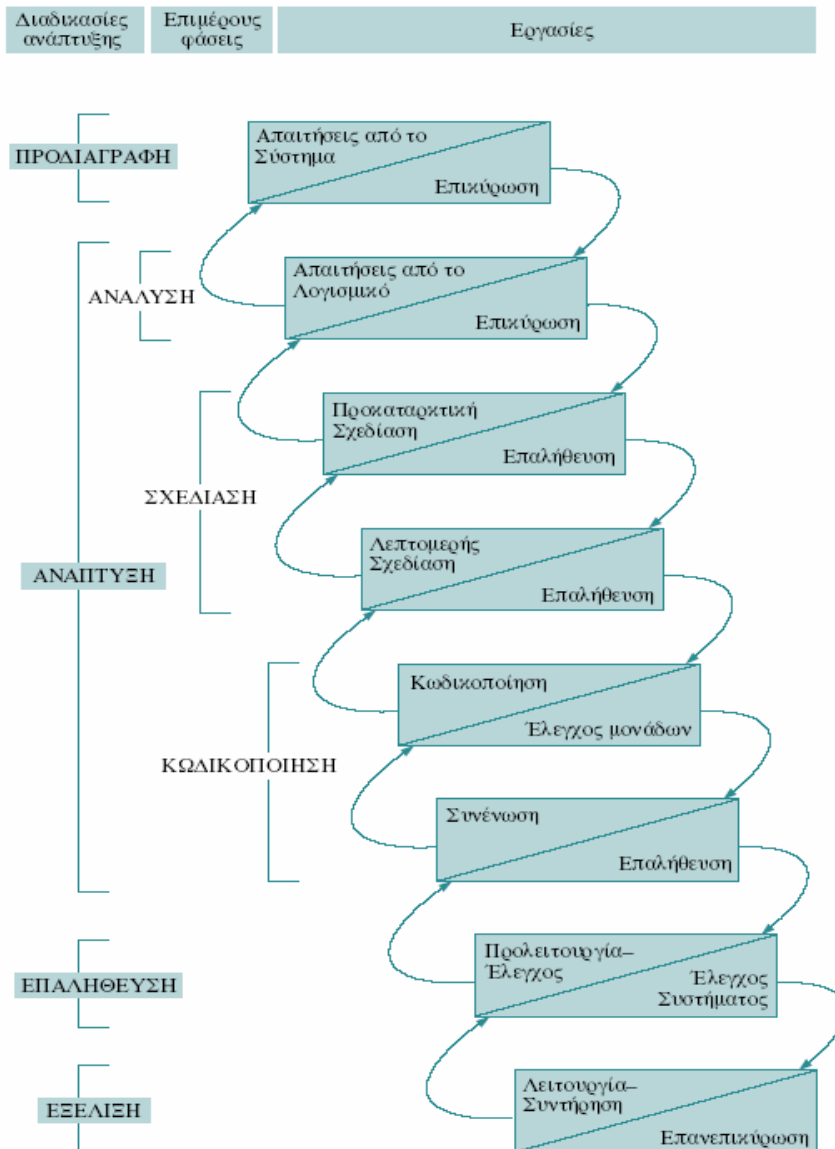 Διαδικασίες
ανάπτυξης
Επιμέρους
φάσεις
Εργασίες
ΠΡΟΔΙΑΓΡΑΦΗ
Απαιτήσεις από το
Σύστημα
Επικύρωση
ΑΝΑΛΥΣΗ
Απαιτήσεις από το
Λογισμικό
Επικύρωση
Προκαταρκτική
Σχεδίαση
Επαλήθευση
ΣΧΕΔΙΑΣΗ
ΑΝΑΠΤΥΞΗ
Λεπτομερής
Σχεδίαση
Επαλήθευση
Κωδικοποίηση
Έλεγχος μονάδων
ΚΩΔΙΚΟΠΟΙΗΣΗ
Συνένωση
Επαλήθευση
ΕΠΑΛΗΘΕΥΣΗ
Προλειτουργία–
Έλεγχος
Έλεγχος
Συστήματος
ΕΞΕΛΙΞΗ
Λειτουργία–
Συντήρηση
Επανεπικύρωση